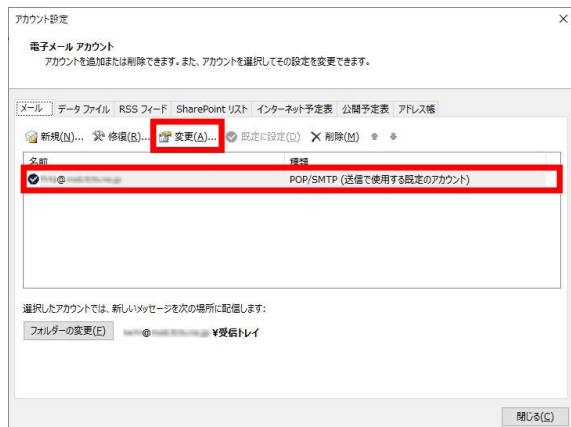 アカウント設定
電子メール アカウント
アカウントを追加または削除できます。また、アカウントを選択してその設定を変更できます。
メール データ ファイル RSS フィード SharePoint リスト インターネット予定表 公開予定表 アドレス帳
新規(N)... 修復(R)... 変更(A)... 既定に設定(D) 削除(M)
名前 種類
@ POP/SMTP (送信で使用する既定のアカウント)
選択したアカウントでは、新しいメッセージを次の場所に配信します:
フォルダーの変更(F) @ ¥受信トレイ
閉じる(C)